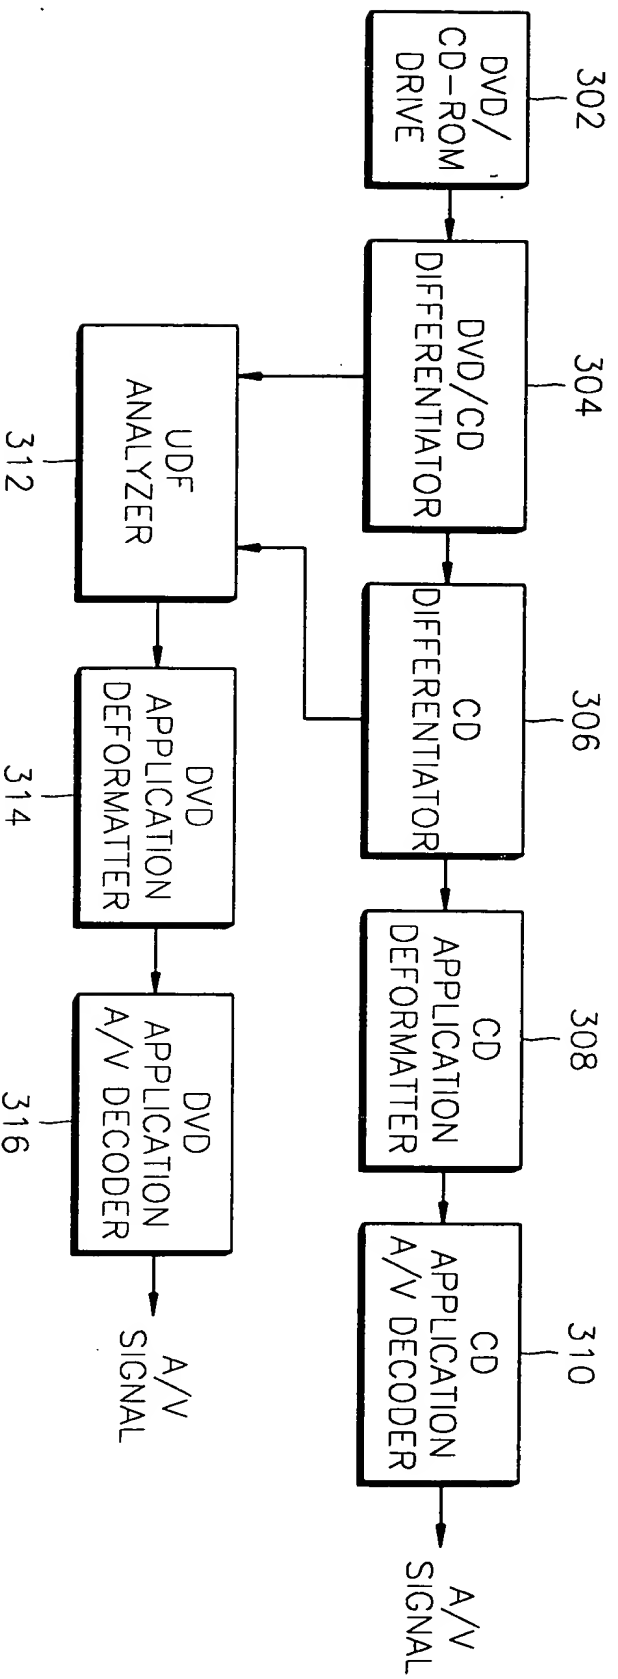 302
DVD/
CD-ROM
DRIVE
304
DVD/CD
DIFFERENTIATOR
306
CD
DIFFERENTIATOR
308
CD
APPLICATION
DEFORMATTER
310
CD
APPLICATION
A/V DECODER
A/V
SIGNAL
UDF
ANALYZER
312
DVD
APPLICATION
DEFORMATTER
314
DVD
APPLICATION
A/V DECODER
316
A/V
SIGNAL